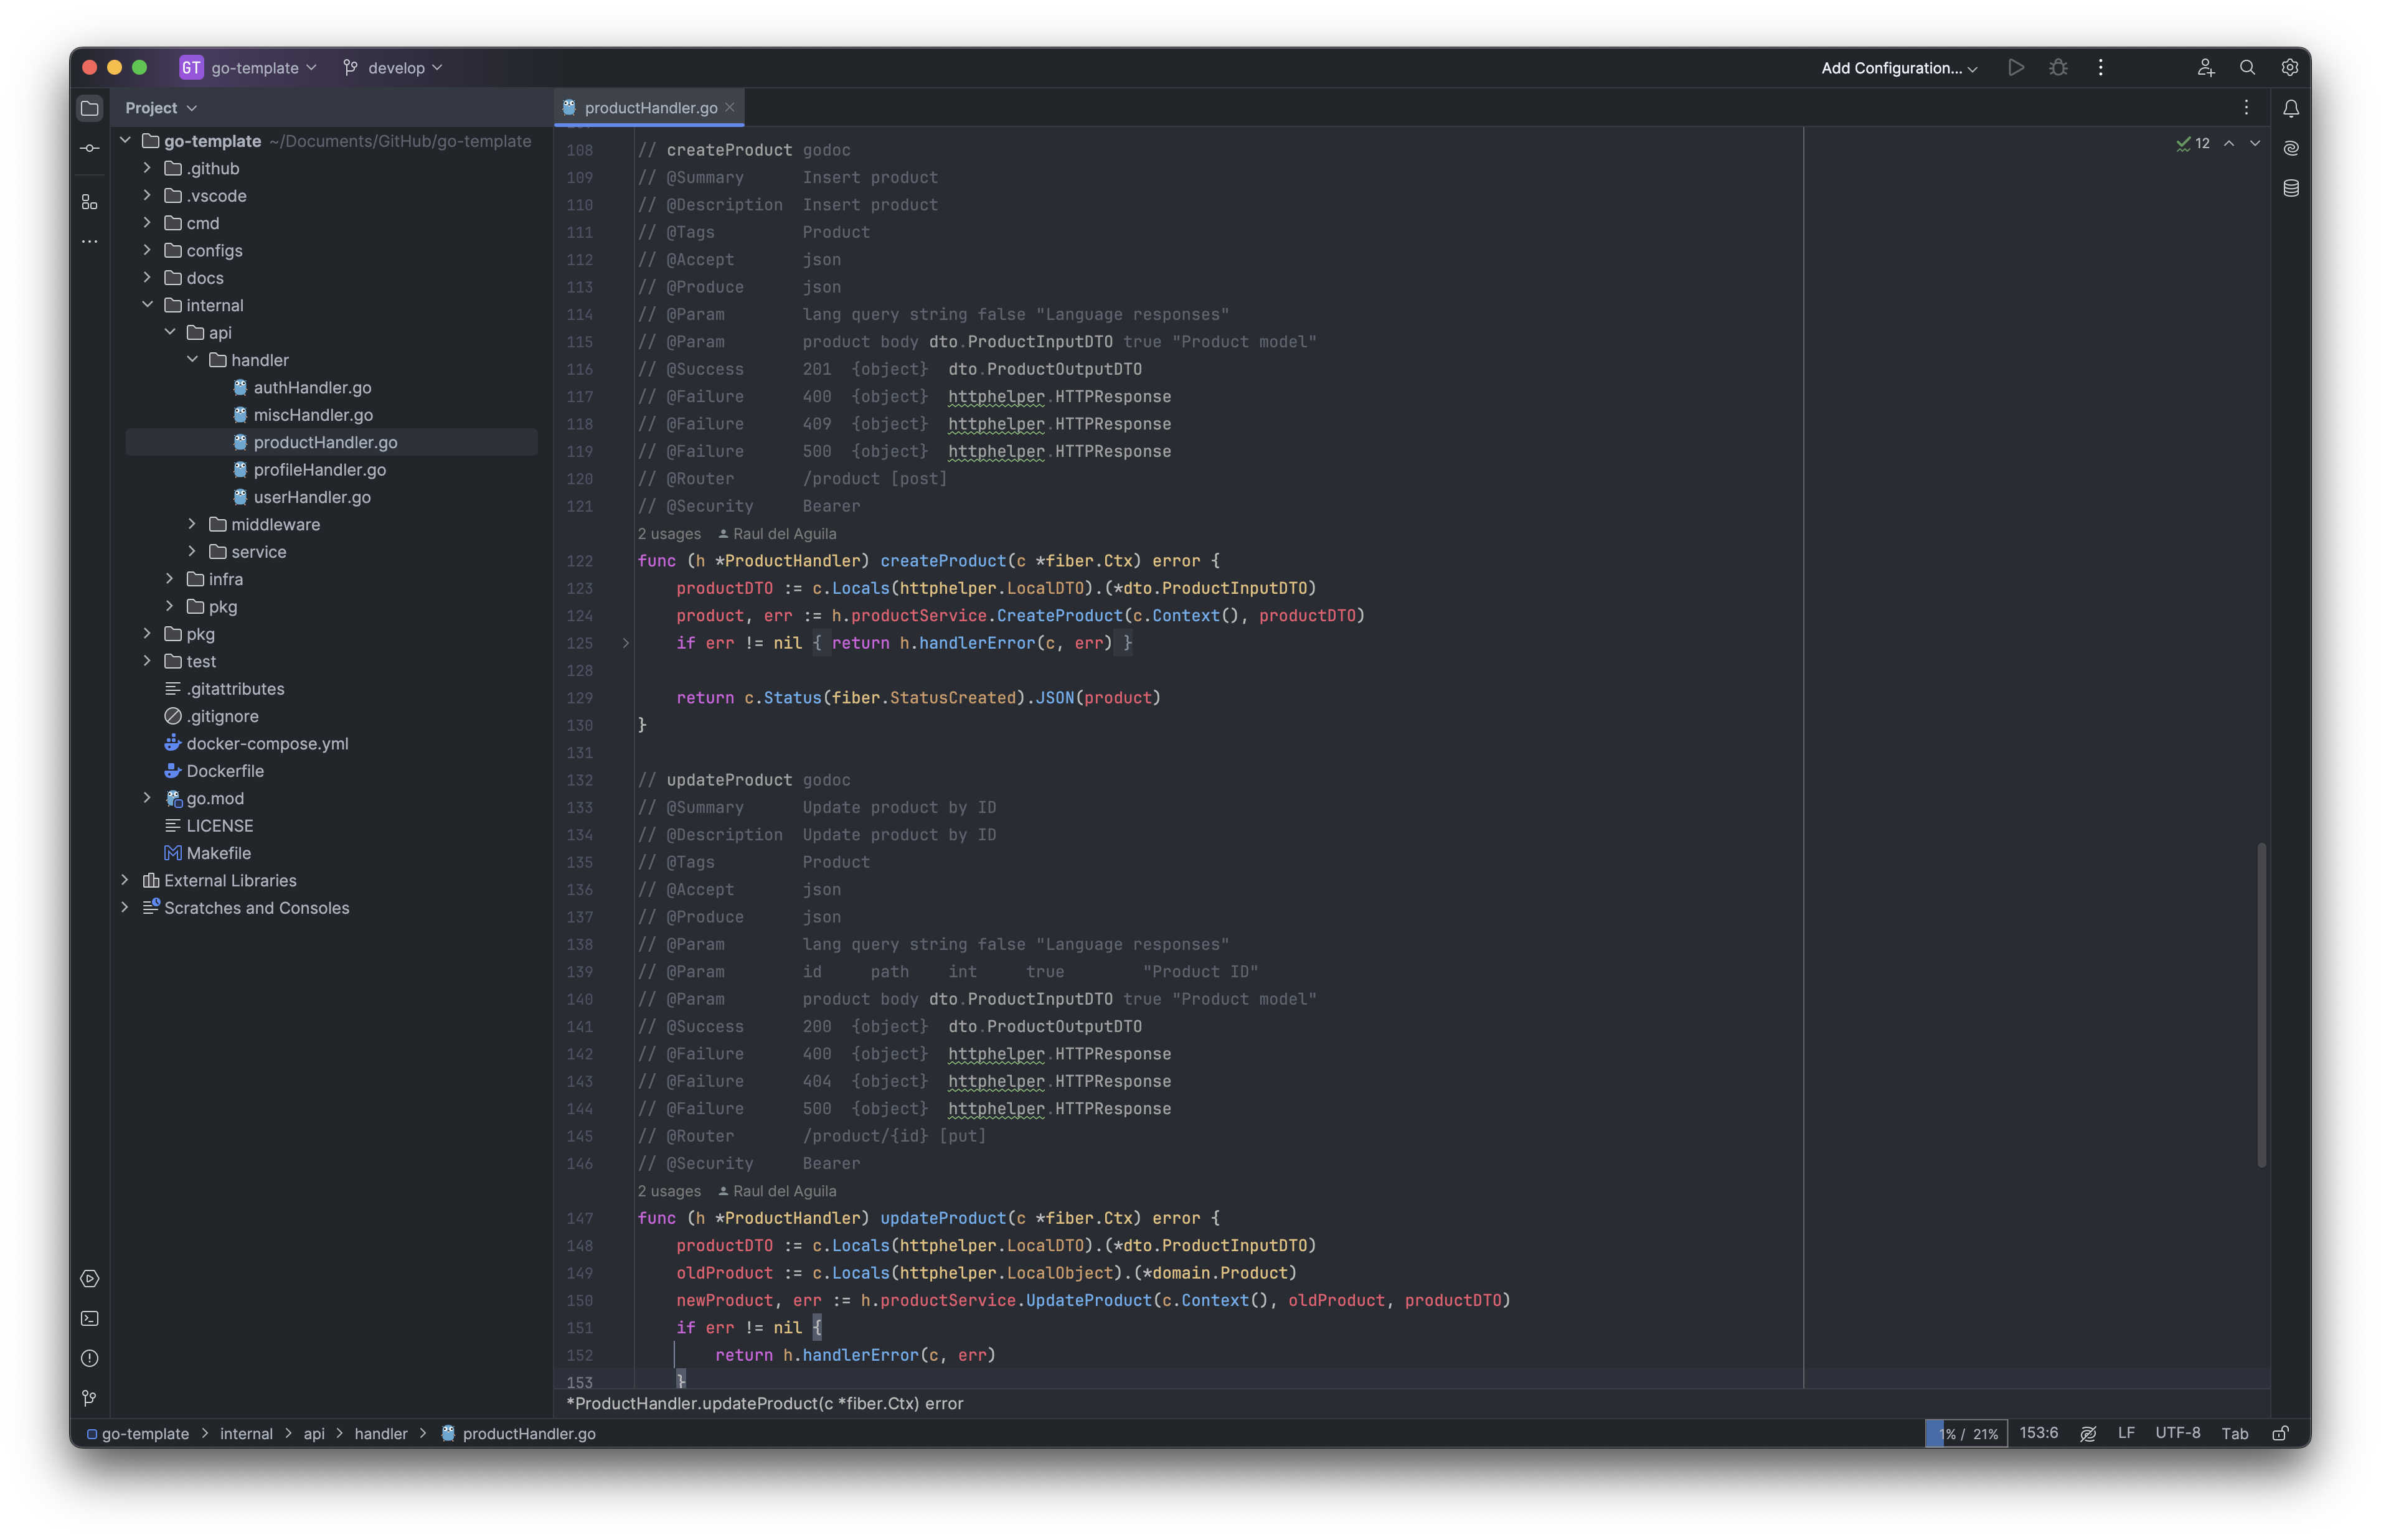 GT go-template develop Add Configuration...
Project
go-template ~/Documents/GitHub/go-template
.github
.vscode
cmd
configs
docs
internal
api
handler
authHandler.go
miscHandler.go
productHandler.go
profileHandler.go
userHandler.go
middleware
service
infra
pkg
pkg
test
.gitattributes
.gitignore
docker-compose.yml
Dockerfile
go.mod
LICENSE
Makefile
External Libraries
Scratches and Consoles
productHandler.go
12
108 // createProduct godoc
109 // @Summary Insert product
110 // @Description Insert product
111 // @Tags Product
112 // @Accept json
113 // @Produce json
114 // @Param lang query string false "Language responses"
115 // @Param product body dto.ProductInputDTO true "Product model"
116 // @Success 201 {object} dto.ProductOutputDTO
117 // @Failure 400 {object} httphelper.HTTPResponse
118 // @Failure 409 {object} httphelper.HTTPResponse
119 // @Failure 500 {object} httphelper.HTTPResponse
120 // @Router /product [post]
121 // @Security Bearer
2 usages Raul del Aguila
122 func (h *ProductHandler) createProduct(c *fiber.Ctx) error {
123 productDTO := c.Locals(httphelper.LocalDTO).(*dto.ProductInputDTO)
124 product, err := h.productService.CreateProduct(c.Context(), productDTO)
125 if err != nil { return h.handlerError(c, err) }
128
129 return c.Status(fiber.StatusCreated).JSON(product)
130 }
131
132 // updateProduct godoc
133 // @Summary Update product by ID
134 // @Description Update product by ID
135 // @Tags Product
136 // @Accept json
137 // @Produce json
138 // @Param lang query string false "Language responses"
139 // @Param id path int true "Product ID"
140 // @Param product body dto.ProductInputDTO true "Product model"
141 // @Success 200 {object} dto.ProductOutputDTO
142 // @Failure 400 {object} httphelper.HTTPResponse
143 // @Failure 404 {object} httphelper.HTTPResponse
144 // @Failure 500 {object} httphelper.HTTPResponse
145 // @Router /product/{id} [put]
146 // @Security Bearer
2 usages Raul del Aguila
147 func (h *ProductHandler) updateProduct(c *fiber.Ctx) error {
148 productDTO := c.Locals(httphelper.LocalDTO).(*dto.ProductInputDTO)
149 oldProduct := c.Locals(httphelper.LocalObject).(*domain.Product)
150 newProduct, err := h.productService.UpdateProduct(c.Context(), oldProduct, productDTO)
151 if err != nil {
152 return h.handlerError(c, err)
153 }
*ProductHandler.updateProduct(c *fiber.Ctx) error
go-template > internal > api > handler > productHandler.go
1% / 21% 153:6 LF UTF-8 Tab